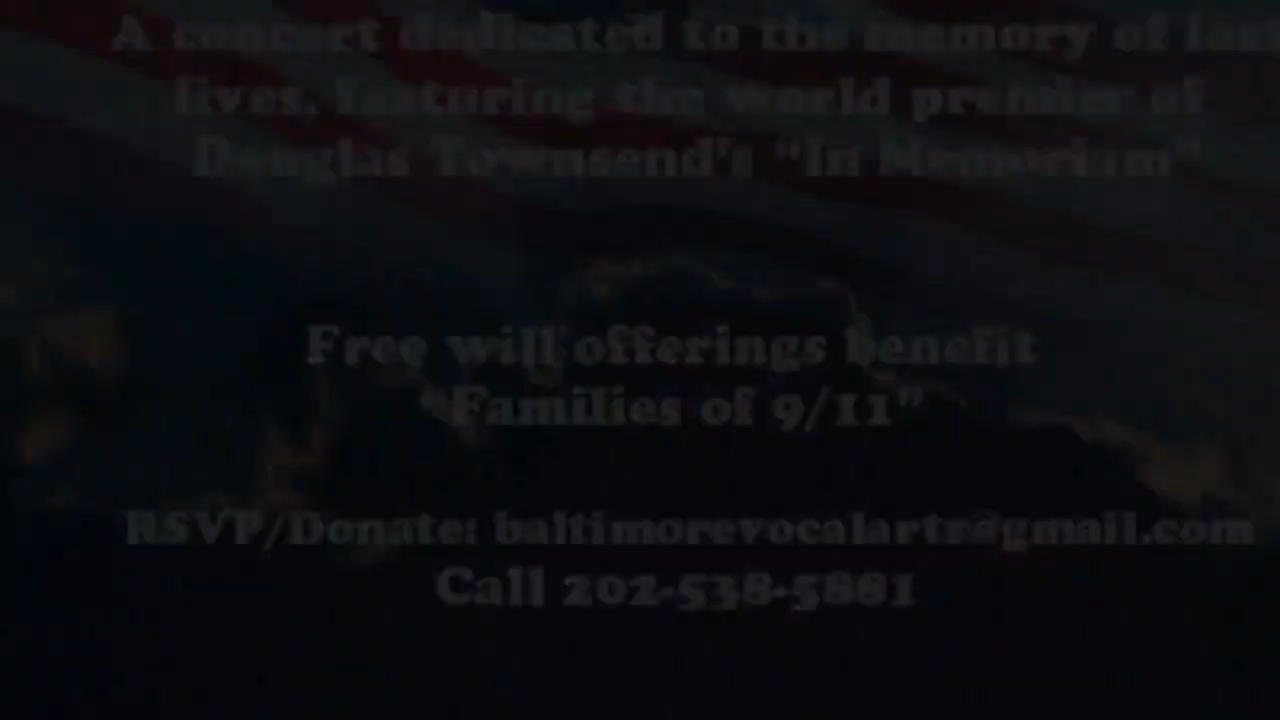 A concert dedicated to the memory of lost
lives, featuring the world premier of
Douglas Townsend's "In Memoriam"
Free will offerings benefit
"Families of 9/11"
RSVP/Donate: baltimorevocalarts@gmail.com
Call 202-538-5881